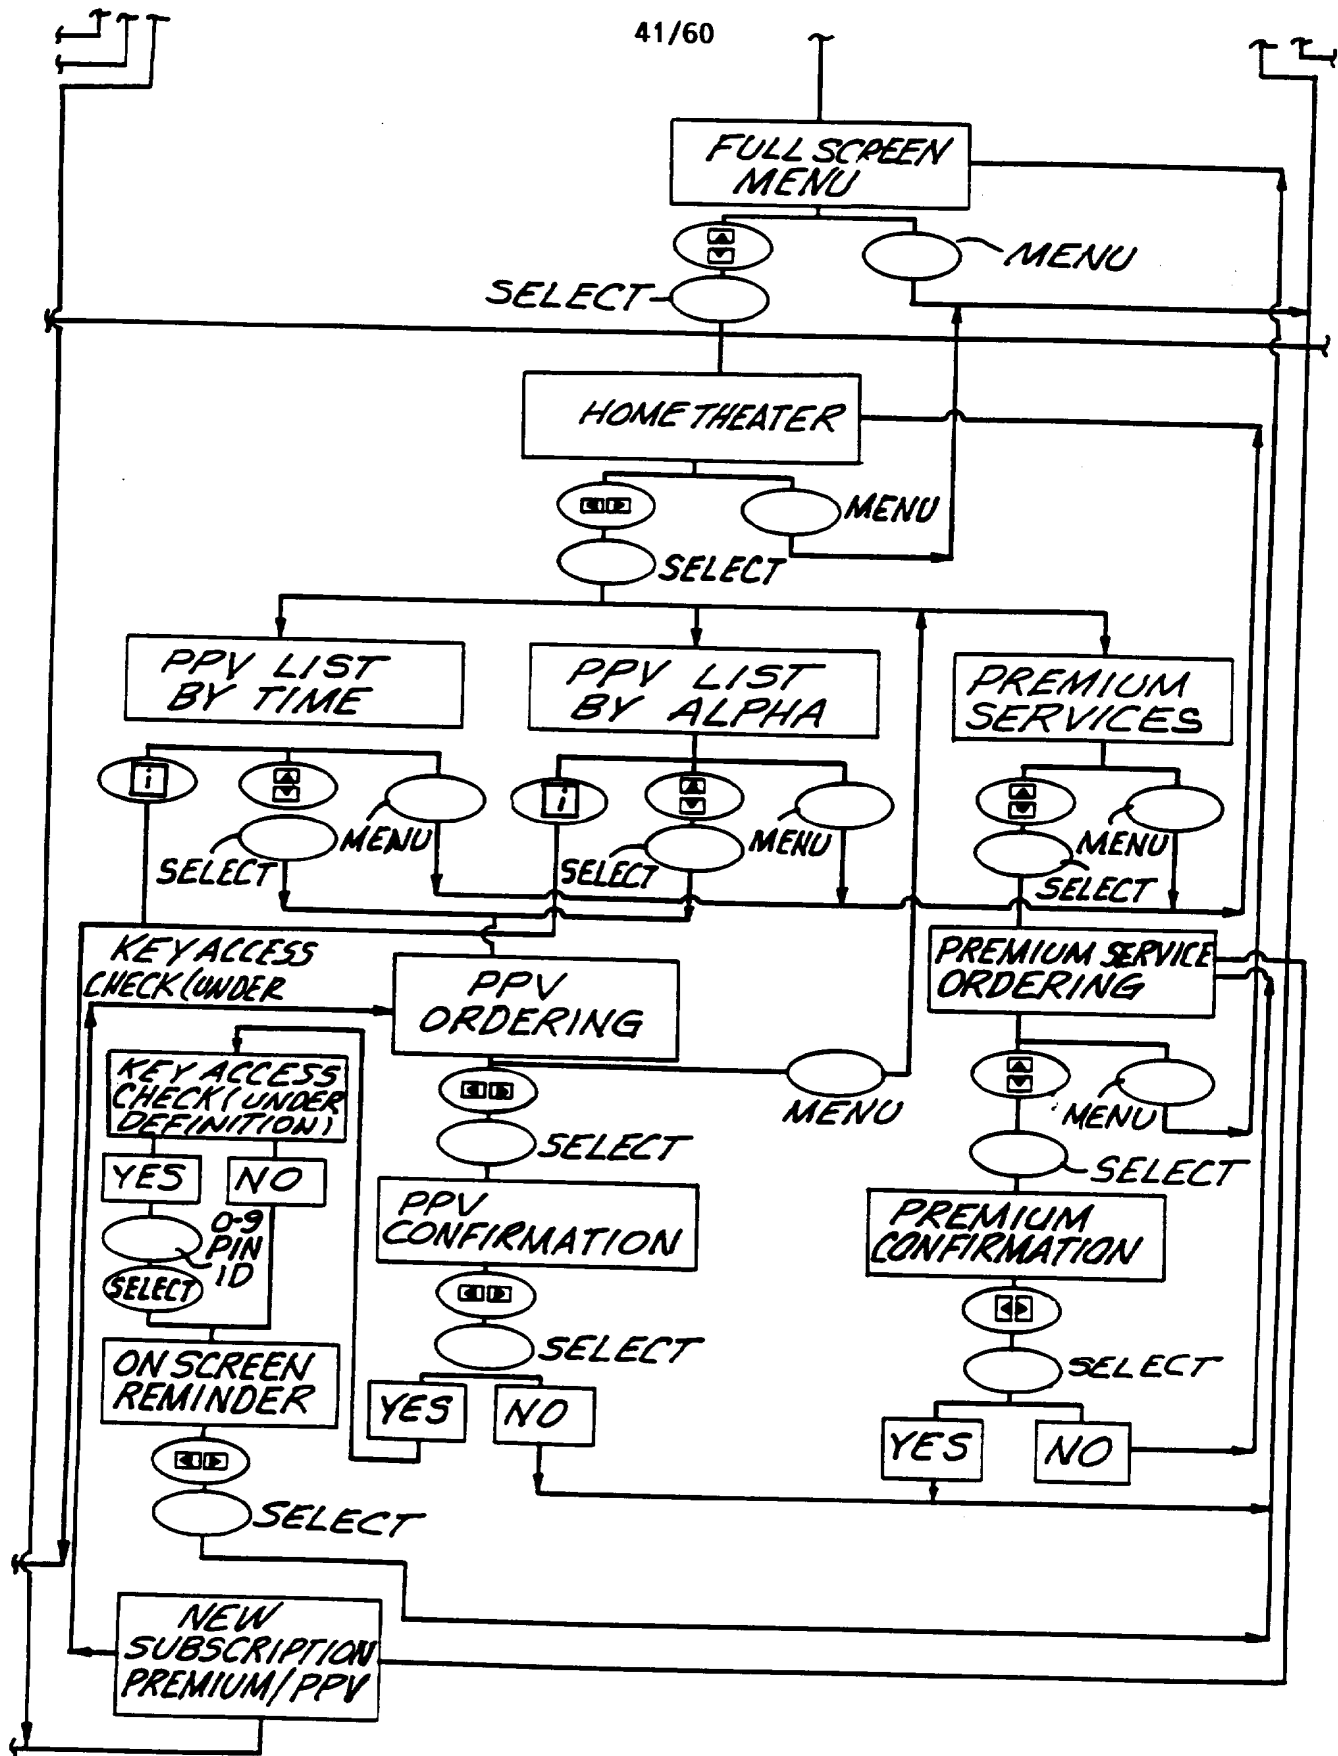 41/60
FULL SCREEN
MENU
MENU
SELECT
HOME THEATER
MENU
SELECT
PPV LIST
BY TIME
PPV LIST
BY ALPHA
PREMIUM
SERVICES
i
MENU
SELECT
i
MENU
SELECT
MENU
SELECT
KEY ACCESS
CHECK (UNDER
PPV
ORDERING
PREMIUM SERVICE
ORDERING
KEY ACCESS
CHECK (UNDER
DEFINITION)
MENU
MENU
SELECT
SELECT
YES
NO
0-9
PIN
ID
SELECT
PPV
CONFIRMATION
PREMIUM
CONFIRMATION
SELECT
SELECT
ON SCREEN
REMINDER
YES
NO
YES
NO
SELECT
NEW
SUBSCRIPTION
PREMIUM/PPV